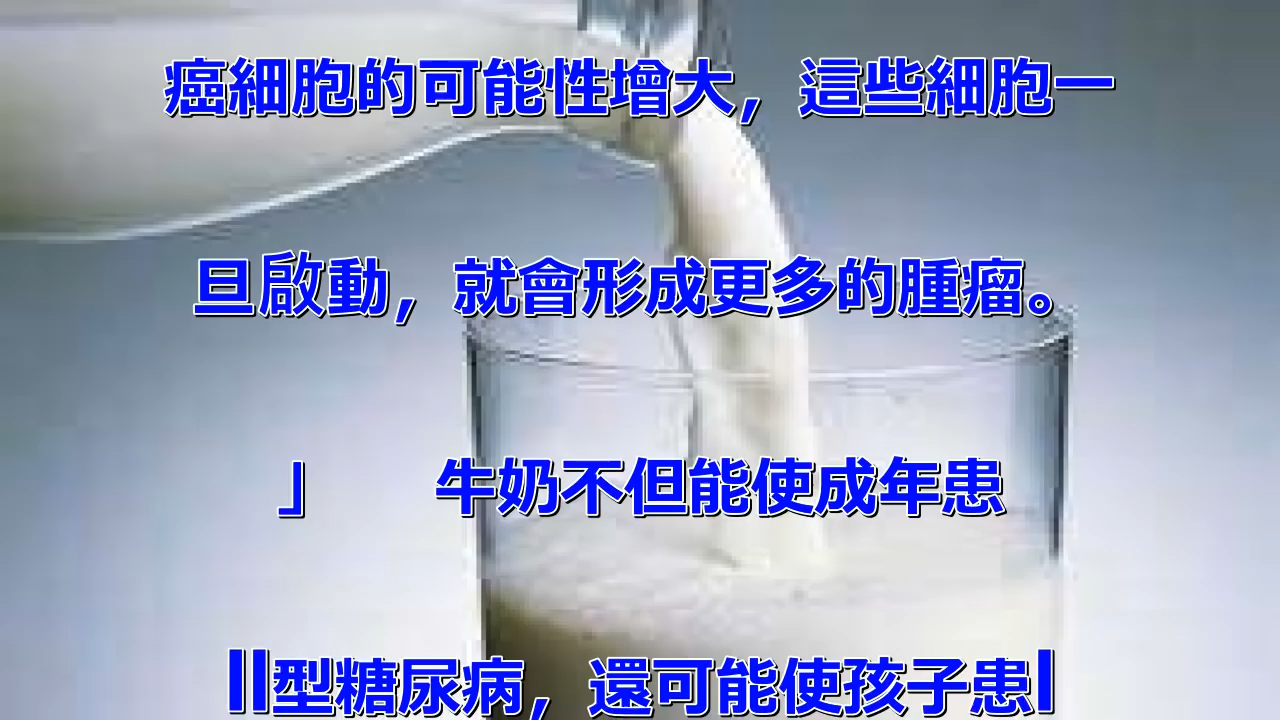 癌細胞的可能性增大，這些細胞一
旦啟動，就會形成更多的腫瘤。
」　　牛奶不但能使成年患
II型糖尿病，還可能使孩子患I